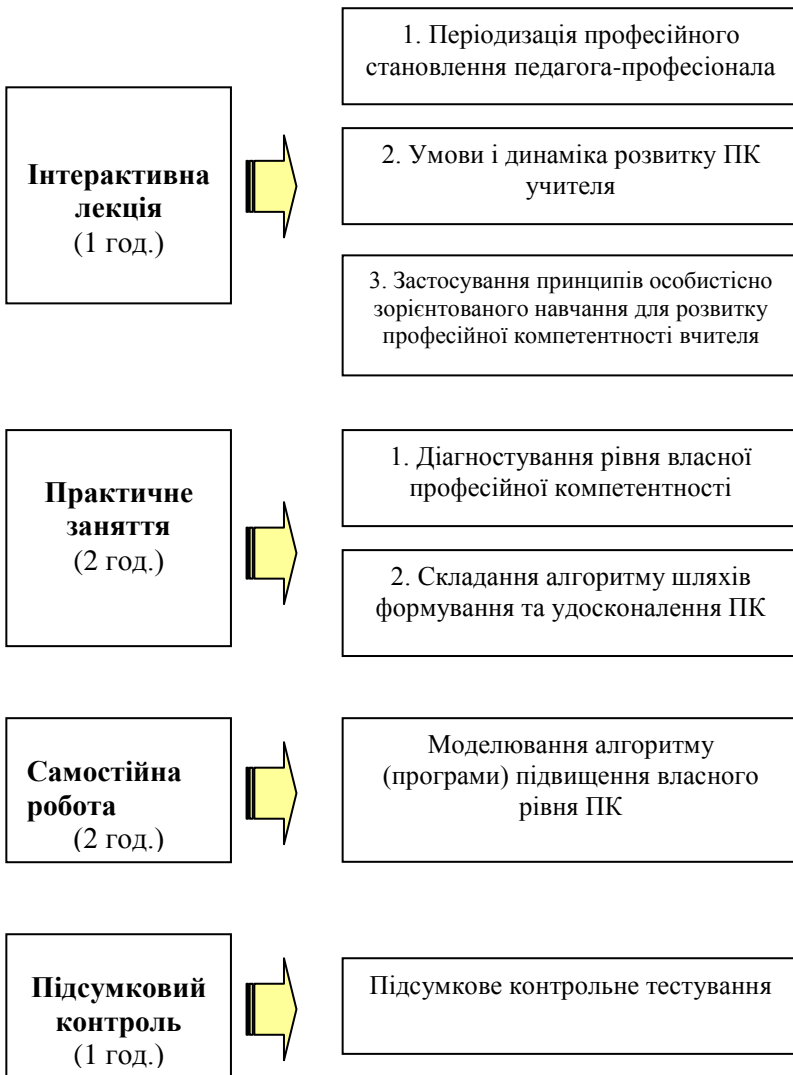 Інтерактивна
лекція
(1 год.)
1. Періодизація професійного
становлення педагога-професіонала
2. Умови і динаміка розвитку ПК
учителя
3. Застосування принципів особистісно
зорієнтованого навчання для розвитку
професійної компетентності вчителя
Практичне
заняття
(2 год.)
1. Діагностування рівня власної
професійної компетентності
2. Складання алгоритму шляхів
формування та удосконалення ПК
Самостійна
робота
(2 год.)
Моделювання алгоритму
(програми) підвищення власного
рівня ПК
Підсумковий
контроль
(1 год.)
Підсумкове контрольне тестування